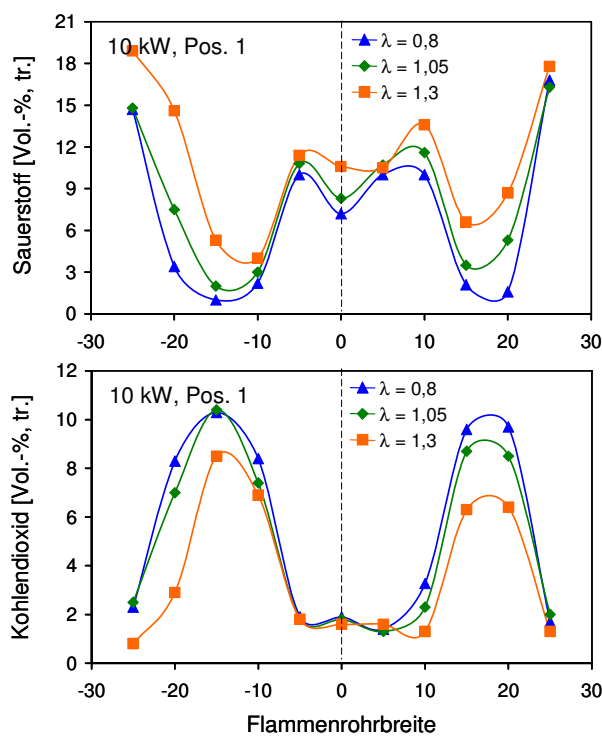 10 kW, Pos. 1
λ = 0,8
λ = 1,05
λ = 1,3
Sauerstoff [Vol.-%, tr.]
21
18
15
12
9
6
3
0
-30 -20 -10 0 10 20 30
10 kW, Pos. 1
λ = 0,8
λ = 1,05
λ = 1,3
Kohlendioxid [Vol.-%, tr.]
12
10
8
6
4
2
0
-30 -20 -10 0 10 20 30
Flammenrohrbreite